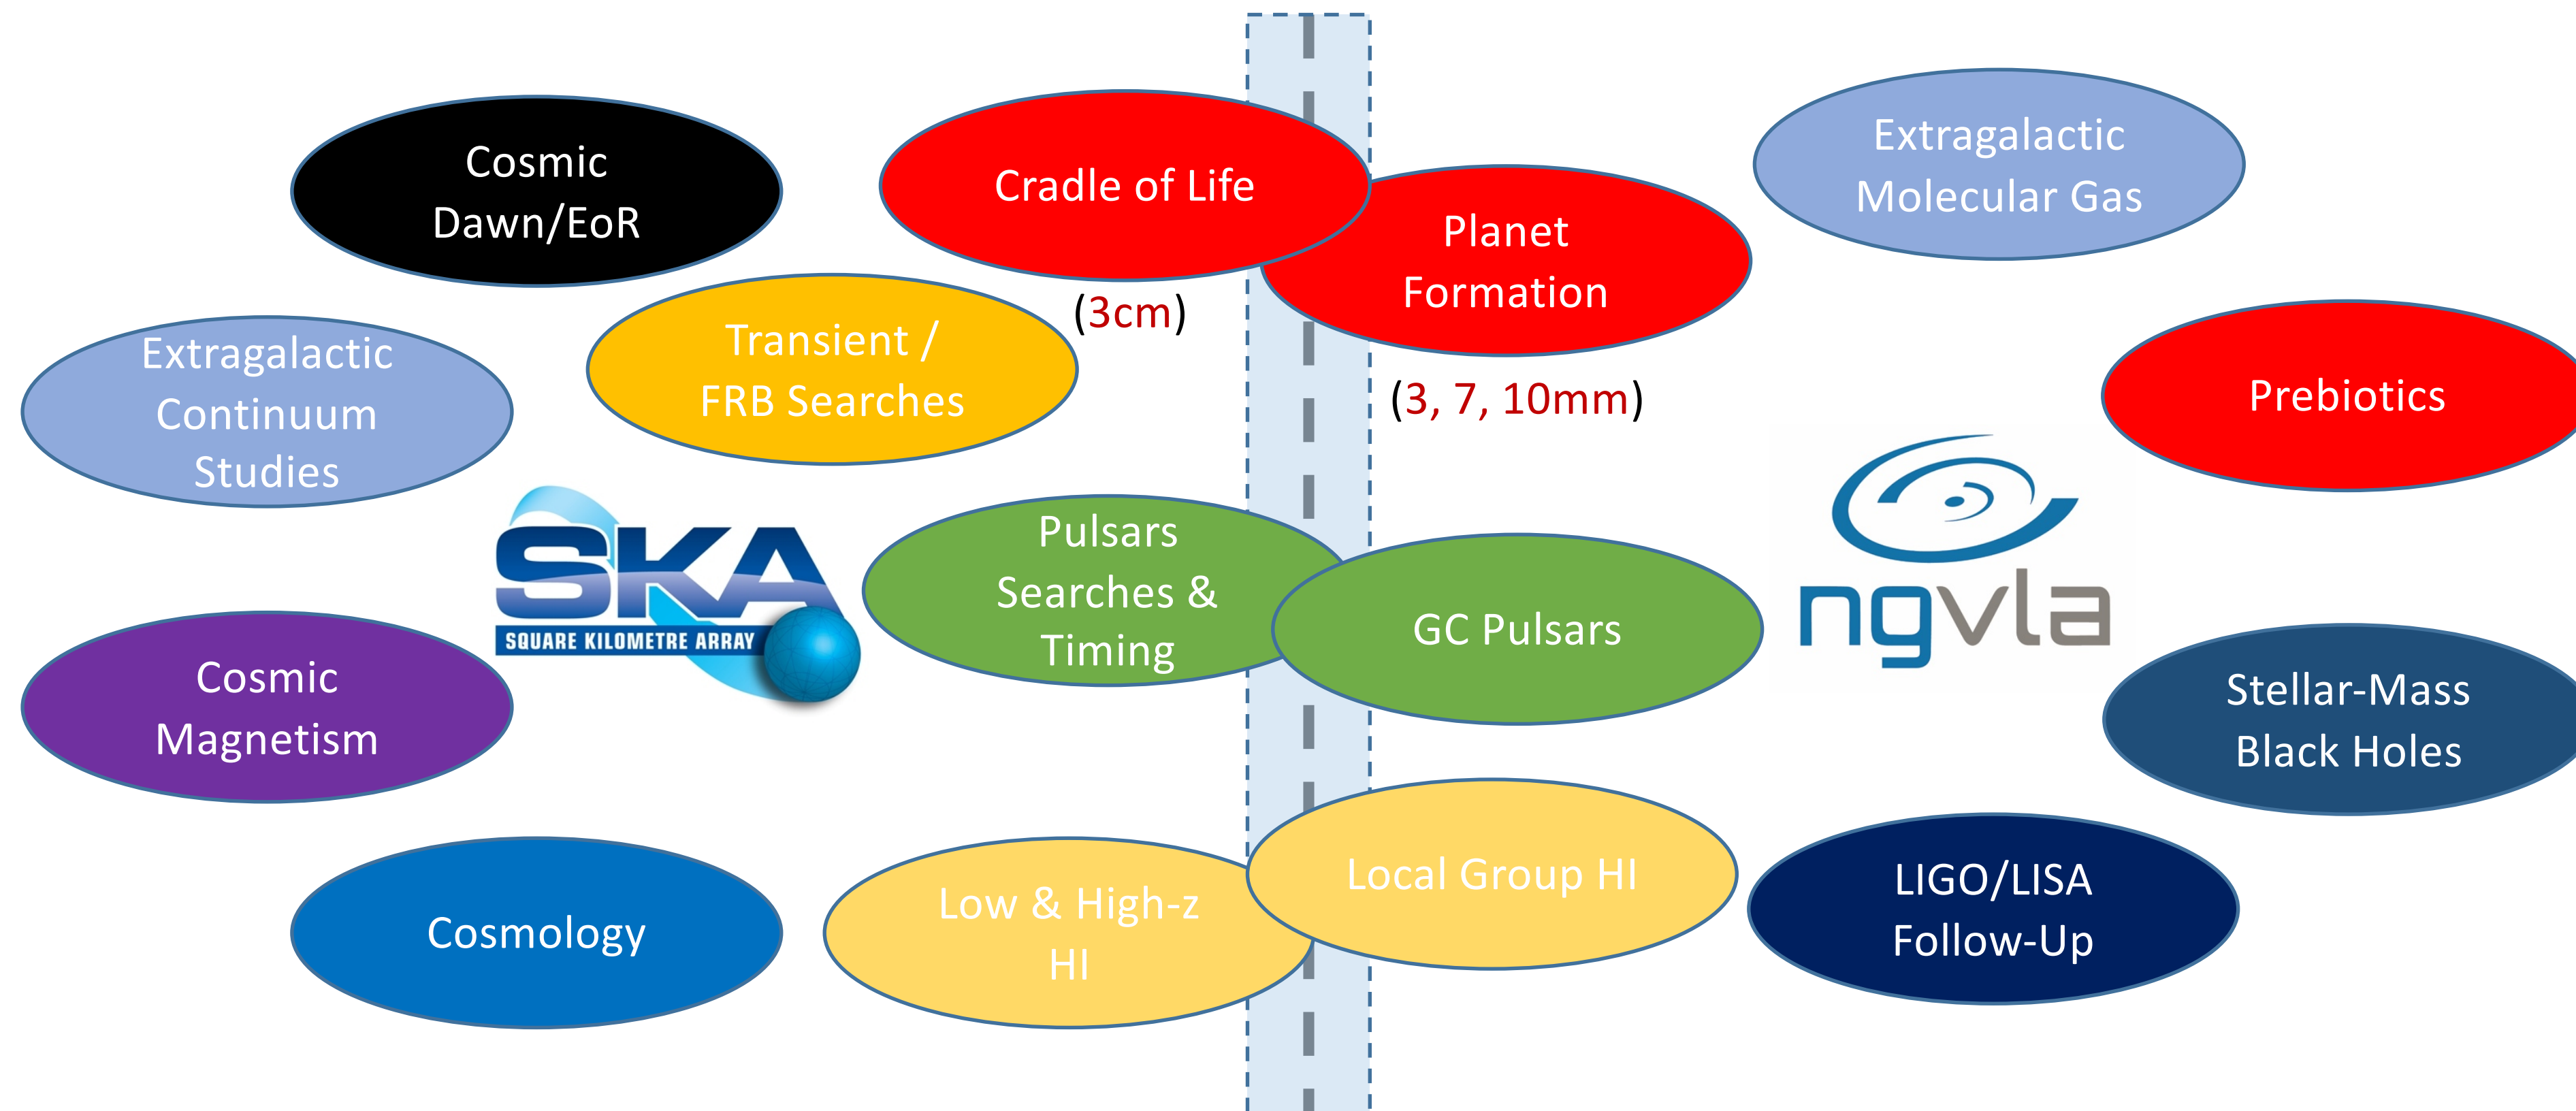 Cosmic
Dawn/EoR
Cradle of Life
(3cm)
Planet
Formation
(3, 7, 10mm)
Extragalactic
Molecular Gas
Extragalactic
Continuum
Studies
Transient /
FRB Searches
Prebiotics
SKA
SQUARE KILOMETRE ARRAY
Pulsars
Searches &
Timing
GC Pulsars
ngvla
Cosmic
Magnetism
Stellar-Mass
Black Holes
Cosmology
Low & High-z
HI
Local Group HI
LIGO/LISA
Follow-Up